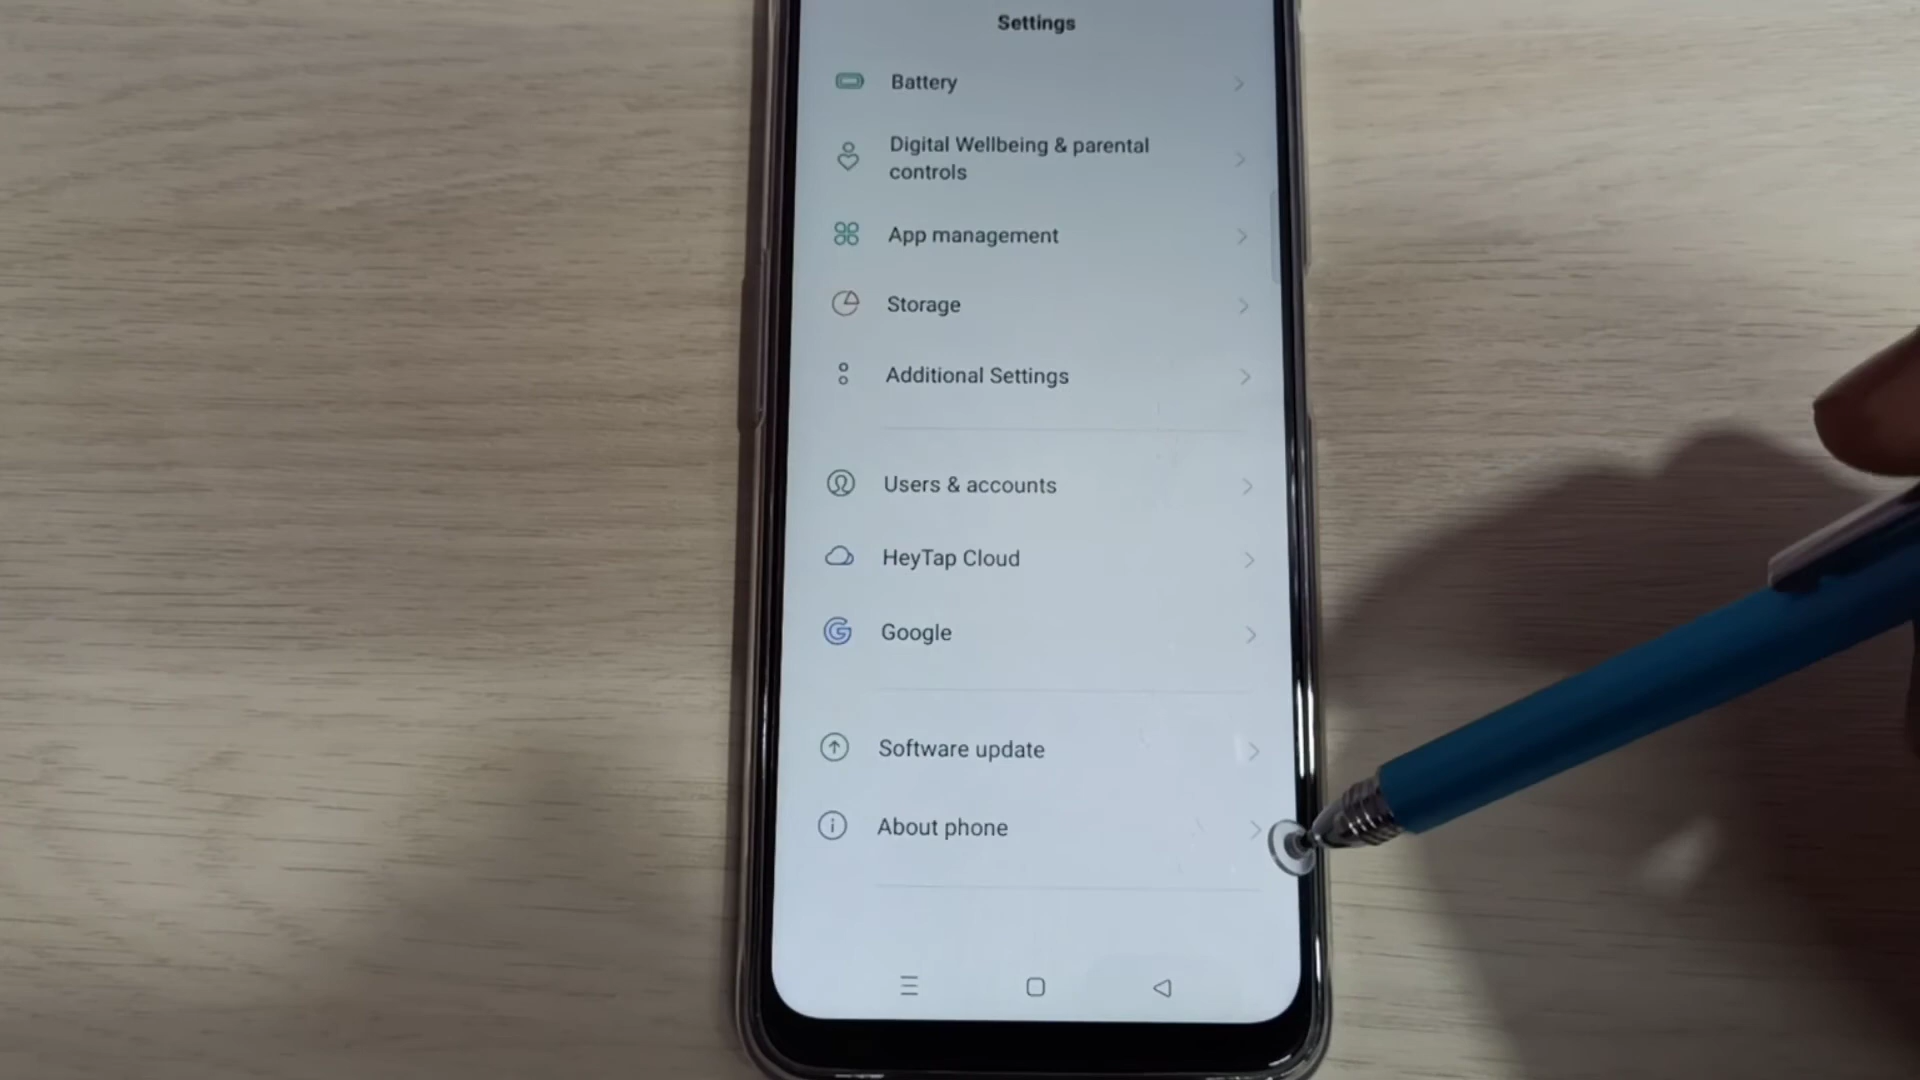 Settings
Battery
Digital Wellbeing & parental
controls
App management
Storage
Additional Settings
Users & accounts
HeyTap Cloud
Google
Software update
About phone